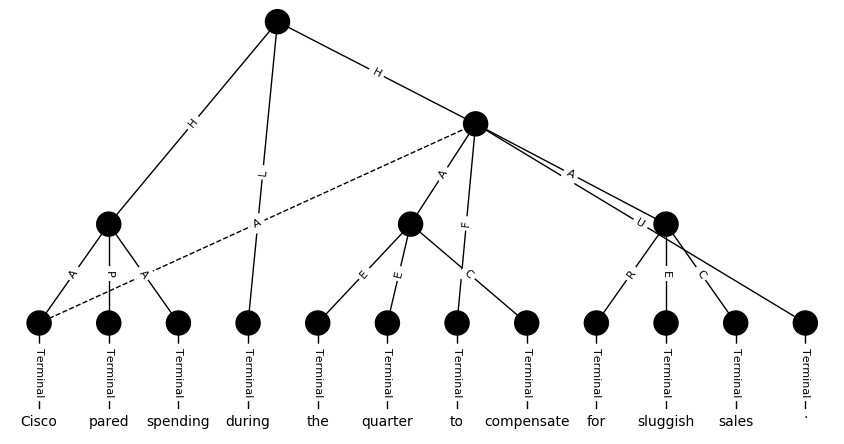 H
H
L
A
A
F
A
U
A
P
A
E
E
C
R
E
C
Terminal Terminal Terminal Terminal Terminal Terminal Terminal Terminal Terminal Terminal Terminal Terminal
Cisco pared spending during the quarter to compensate for sluggish sales .